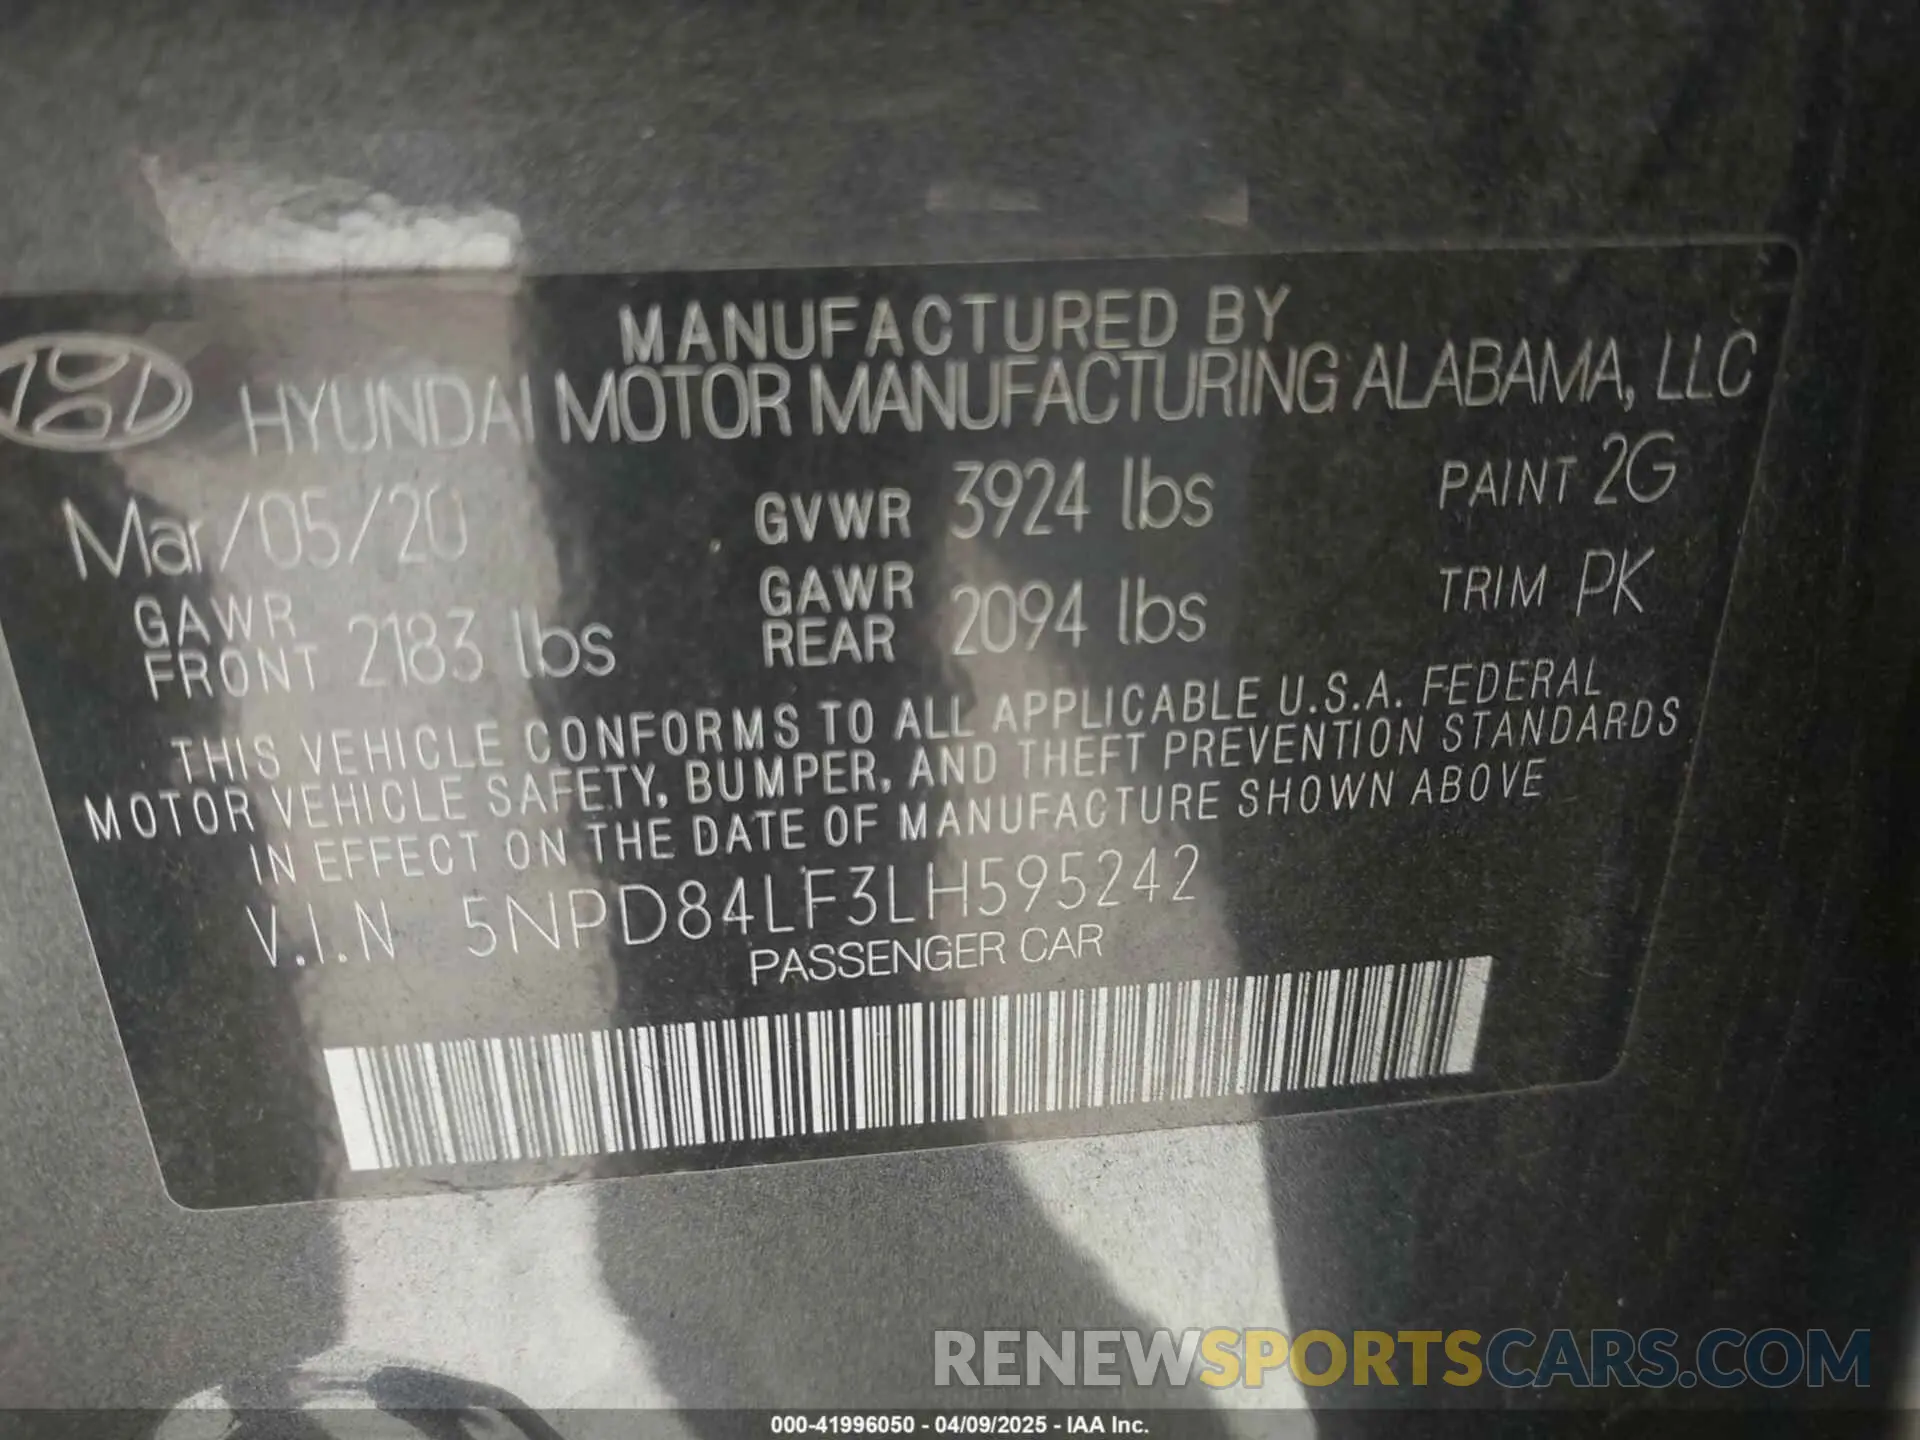 MANUFACTURED BY
HYUNDAI MOTOR MANUFACTURING ALABAMA, LLC
Mar/05/20 GVWR 3924 lbs PAINT 2G
GAWR FRONT 2183 lbs GAWR REAR 2094 lbs TRIM PK
THIS VEHICLE CONFORMS TO ALL APPLICABLE U.S.A. FEDERAL
MOTOR VEHICLE SAFETY, BUMPER, AND THEFT PREVENTION STANDARDS
IN EFFECT ON THE DATE OF MANUFACTURE SHOWN ABOVE
V.I.N 5NPD84LF3LH595242
PASSENGER CAR
RENEWSPORTSCARS.COM
000-41996050 - 04/09/2025 - IAA Inc.